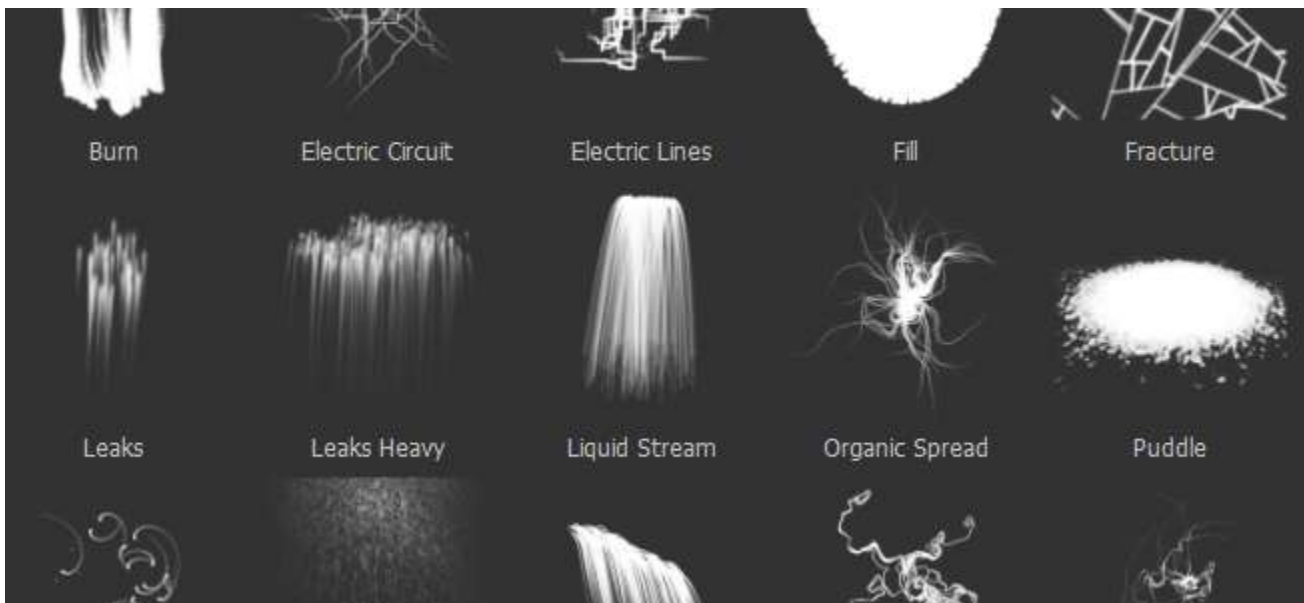 Burn
Electric Circuit
Electric Lines
Fill
Fracture
Leaks
Leaks Heavy
Liquid Stream
Organic Spread
Puddle